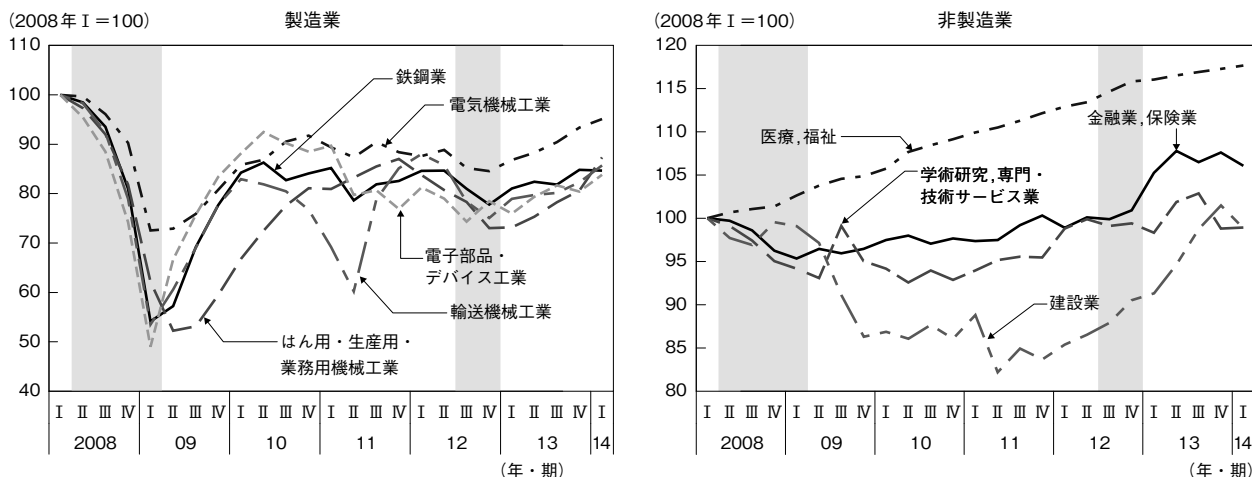 (2008年Ⅰ=100)
製造業
110
100
90
80
70
60
50
40
鉄鋼業
電気機械工業
電子部品・
デバイス工業
輸送機械工業
はん用・生産用・
業務用機械工業
Ⅰ Ⅱ Ⅲ Ⅳ Ⅰ Ⅱ Ⅲ Ⅳ Ⅰ Ⅱ Ⅲ Ⅳ Ⅰ Ⅱ Ⅲ Ⅳ Ⅰ Ⅱ Ⅲ Ⅳ Ⅰ Ⅱ Ⅲ Ⅳ Ⅰ
2008 09 10 11 12 13 14
(年・期)
(2008年Ⅰ=100)
非製造業
120
115
110
105
100
95
90
85
80
医療,福祉
金融業,保険業
学術研究,専門・
技術サービス業
建設業
Ⅰ Ⅱ Ⅲ Ⅳ Ⅰ Ⅱ Ⅲ Ⅳ Ⅰ Ⅱ Ⅲ Ⅳ Ⅰ Ⅱ Ⅲ Ⅳ Ⅰ Ⅱ Ⅲ Ⅳ Ⅰ Ⅱ Ⅲ Ⅳ Ⅰ
2008 09 10 11 12 13 14
(年・期)